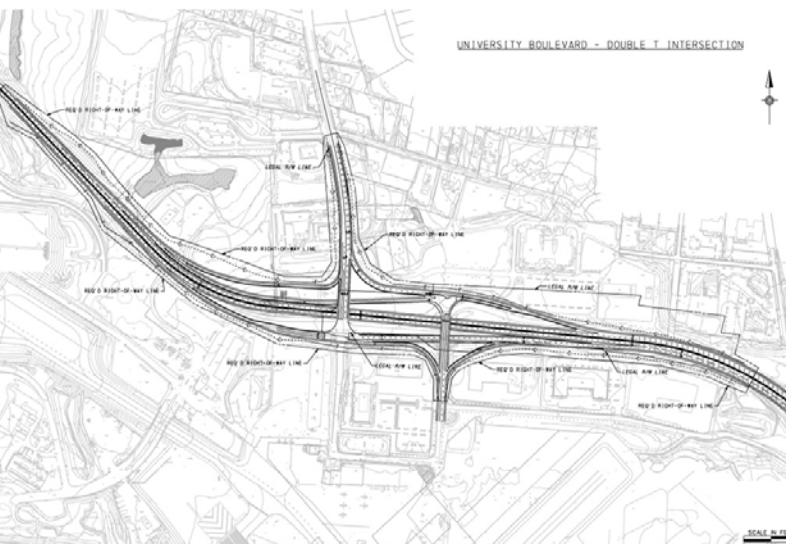 UNIVERSITY BOULEVARD - DOUBLE T INTERSECTION
REQ'D RIGHT-OF-WAY LINE
LEGAL R/W LINE
REQ'D RIGHT-OF-WAY LINE
REQ'D RIGHT-OF-WAY LINE
REQ'D RIGHT-OF-WAY LINE
LEGAL R/W LINE
REQ'D RIGHT-OF-WAY LINE
LEGAL R/W LINE
REQ'D RIGHT-OF-WAY LINE
LEGAL R/W LINE
REQ'D RIGHT-OF-WAY LINE
SCALE IN